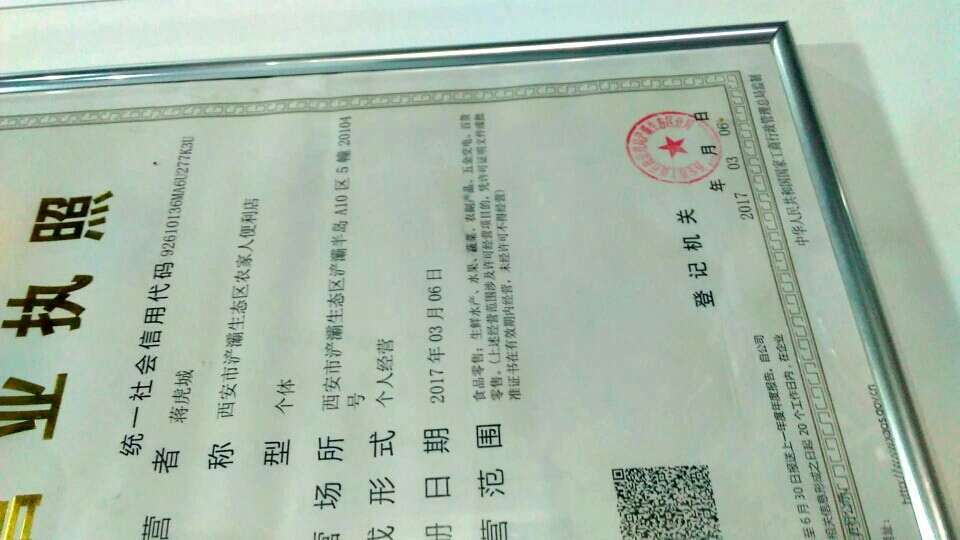 业执照
统一社会信用代码 92610136MA6U277K3U
营者 蒋虎城
称 西安市浐灞生态区农家人便利店
型 个体
营场所 西安市浐灞生态区浐灞半岛 A10 区 5 幢 20104
号
成形式 个人经营
册日期 2017 年 03 月 06 日
营范围 食品零售；生鲜水产、水果、蔬菜、农副产品、五金交电、百货
零售。(上述经营范围涉及许可经营项目的，凭许可证明文件或批
准证书在有效期内经营，未经许可不得经营)
登记机关
年 月 日
2017 03 06
至 6 月 30 日报送上一年度年度报告，自公司
相关信息形成之日起 20 个工作日内，在企业
中华人民共和国国家工商行政管理总局监制